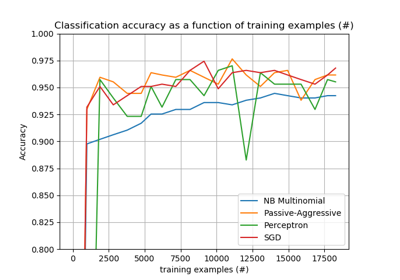 Classification accuracy as a function of training examples (#)
1.000
0.975
0.950
0.925
0.900
0.875
0.850
0.825
0.800
Accuracy
NB Multinomial
Passive-Aggressive
Perceptron
SGD
0 2500 5000 7500 10000 12500 15000 17500
training examples (#)